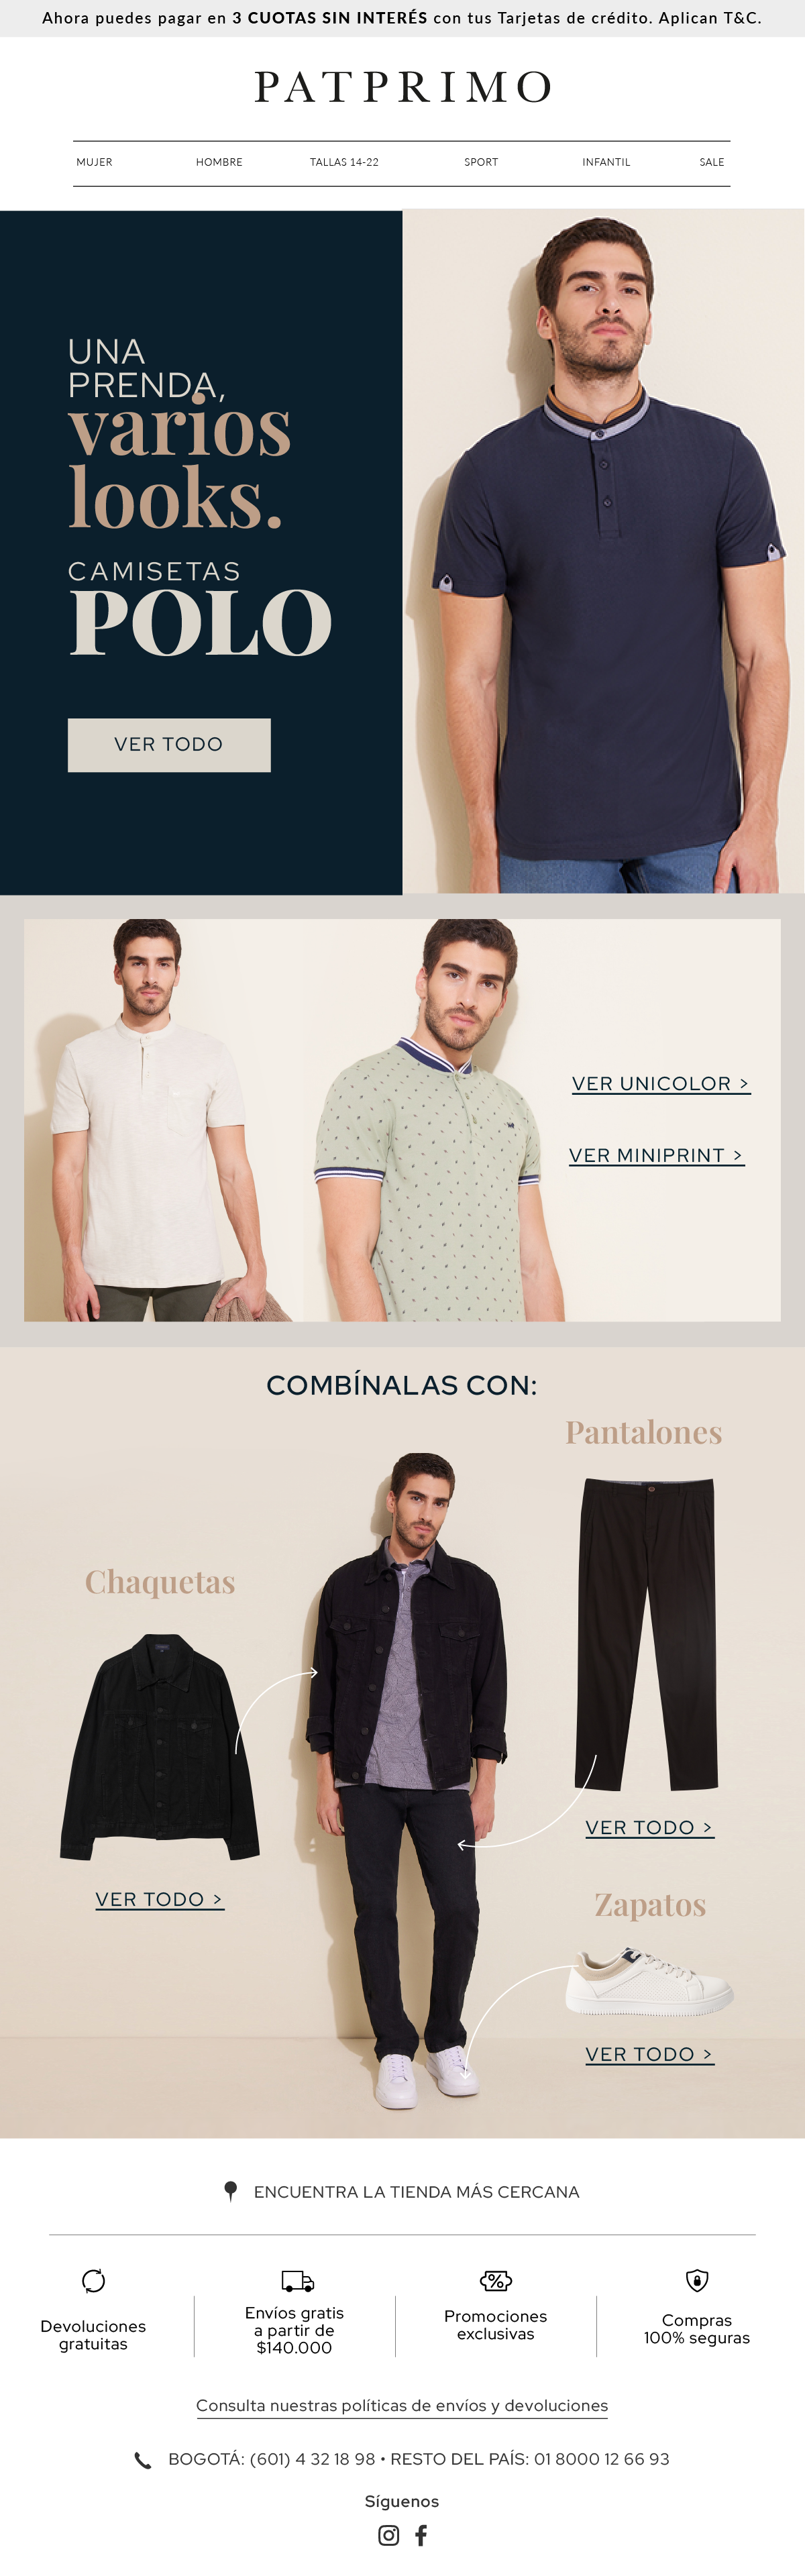 Ahora puedes pagar en 3 CUOTAS SIN INTERÉS con tus Tarjetas de crédito. Aplican T&C.
PATPRIMO
MUJER HOMBRE TALLAS 14-22 SPORT INFANTIL SALE
UNA
PRENDA,
varios
looks.
CAMISETAS
POLO
VER TODO
VER UNICOLOR >
VER MINIPRINT >
COMBÍNALAS CON:
Pantalones
Chaquetas
VER TODO >
VER TODO >
Zapatos
VER TODO >
ENCUENTRA LA TIENDA MÁS CERCANA
Devoluciones
gratuitas
Envíos gratis
a partir de
$140.000
Promociones
exclusivas
Compras
100% seguras
Consulta nuestras políticas de envíos y devoluciones
BOGOTÁ: (601) 4 32 18 98 • RESTO DEL PAÍS: 01 8000 12 66 93
Síguenos